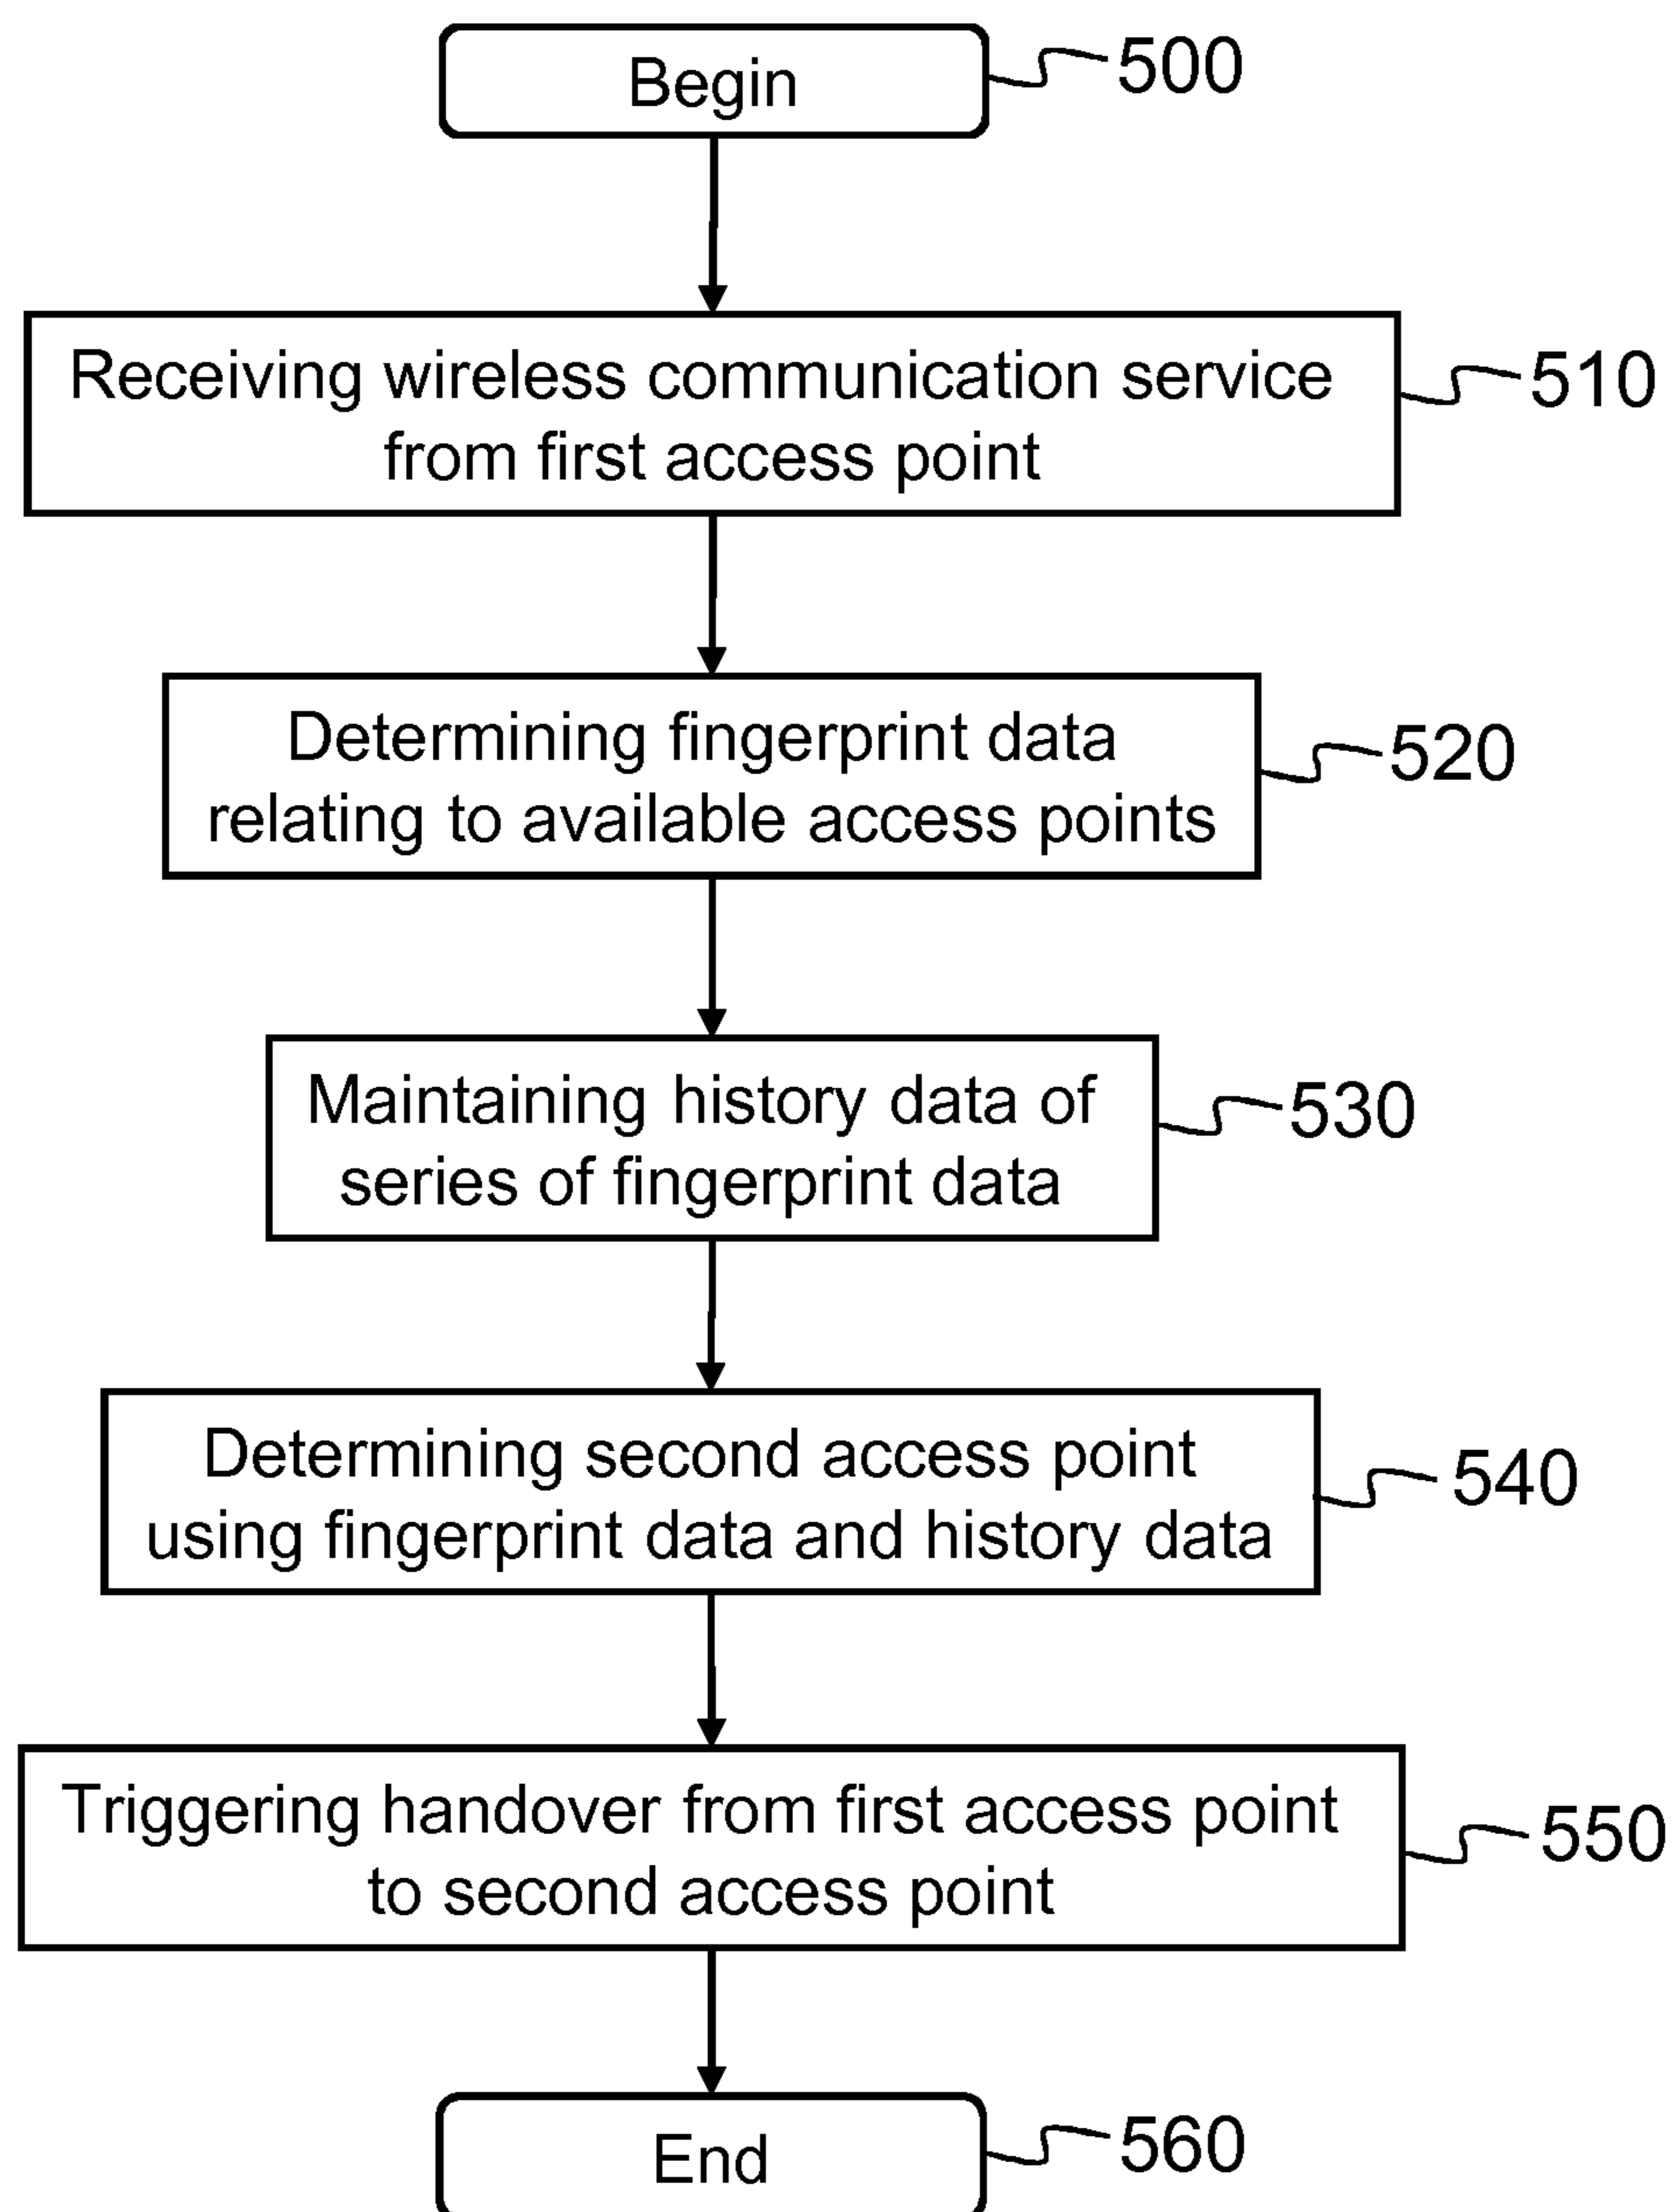 Begin
500
Receiving wireless communication service
from first access point
510
Determining fingerprint data
relating to available access points
520
Maintaining history data of
series of fingerprint data
530
Determining second access point
using fingerprint data and history data
540
Triggering handover from first access point
to second access point
550
End
560